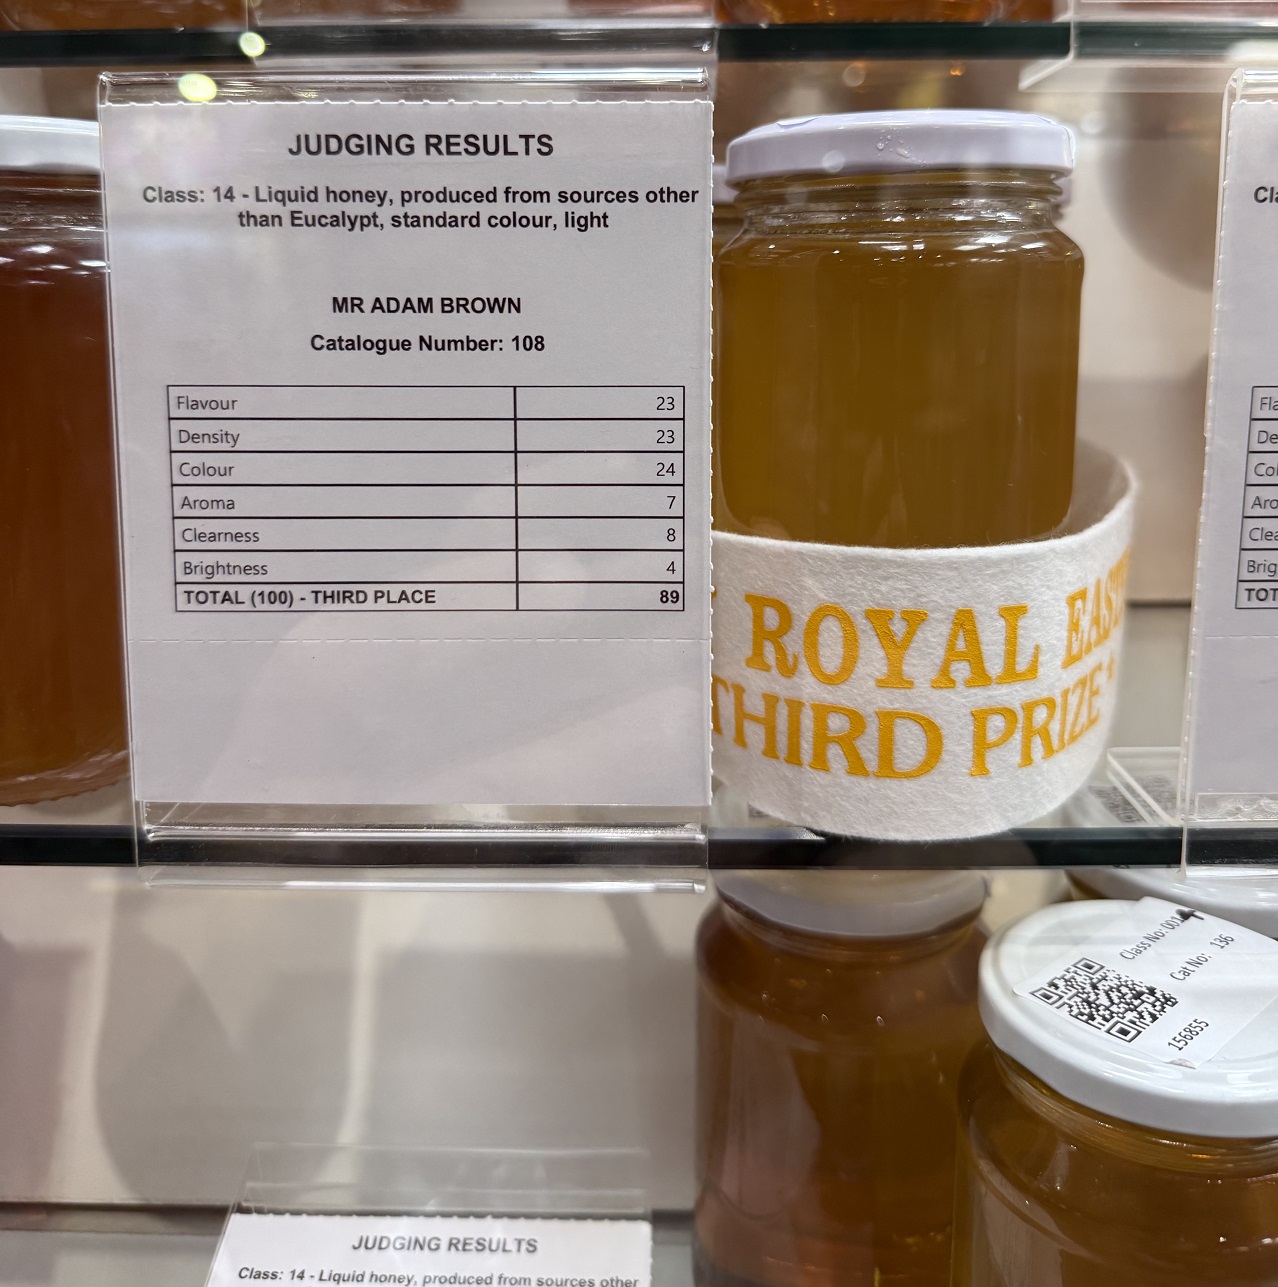 JUDGING RESULTS
Class: 14 - Liquid honey, produced from sources other
than Eucalypt, standard colour, light
MR ADAM BROWN
Catalogue Number: 108
Flavour 23
Density 23
Colour 24
Aroma 7
Clearness 8
Brightness 4
TOTAL (100) - THIRD PLACE 89
ROYAL
THIRD PRIZE
Cat No: 136
156855
JUDGING RESULTS
Class: 14 - Liquid honey, produced from sources other